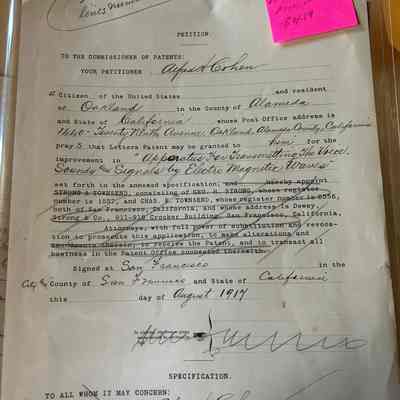 PETITION.
TO THE COMMISSIONER OF PATENTS:
YOUR PETITIONER Alfred H Cohen
a Citizen of the United States and resident
at Oakland in the County of Alameda
and State of California whose Post Office address is
1440 - Twenty Ninth Avenue Oakland, Alameda County, California
pray S that Letters Patent may be granted to him for the
improvement in "Apparatus For Transmitting The Voice
Sounds and Signals by Electro Magnetic Waves"
set forth in the annexed specification, and hereby appoint
STRONG & TOWNSEND, consisting of GEO. H. STRONG, whose register
number is 1557, and CHAS. E. TOWNSEND, whose register number is
both of San Francisco, California, and whose address is Dewey,
Strong & Co., 911-916 Crocker Building, San Francisco, California,
Attorneys, with full power of substitution and revoca-
tion to prosecute this application, to make alterations and
amendments therein, to receive the Patent, and to transact all
business in the Patent Office connected therewith.
Signed at San Francisco in the
City and County of San Francisco and State of California
this day of August 1917
SPECIFICATION.
TO ALL WHOM IT MAY CONCERN: